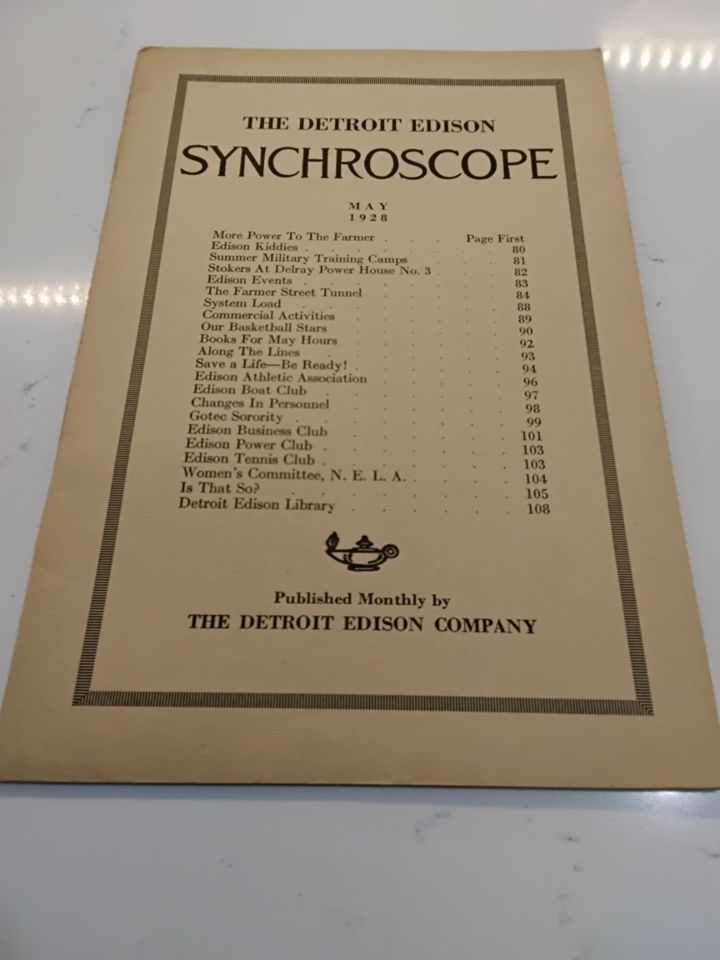 THE DETROIT EDISON
SYNCHROSCOPE
MAY
1928
More Power To The Farmer . . . Page First
Edison Kiddies . . . . . . 80
Summer Military Training Camps . . . 81
Stokers At Delray Power House No. 3 . . . 82
Edison Events . . . . . . 83
The Farmer Street Tunnel . . . . 84
System Load . . . . . 88
Commercial Activities . . . . . 89
Our Basketball Stars . . . . . 90
Books For May Hours . . . . . 92
Along The Lines . . . . . 93
Save a Life—Be Ready! . . . . . 94
Edison Athletic Association . . . . 96
Edison Boat Club . . . . . . 97
Changes In Personnel . . . . . 98
Gotec Sorority . . . . . . 99
Edison Business Club . . . . . 101
Edison Power Club . . . . . . 103
Edison Tennis Club . . . . . . 103
Women's Committee, N. E. L. A. . . . . 104
Is That So? . . . . . . . 105
Detroit Edison Library . . . . . 108
Published Monthly by
THE DETROIT EDISON COMPANY